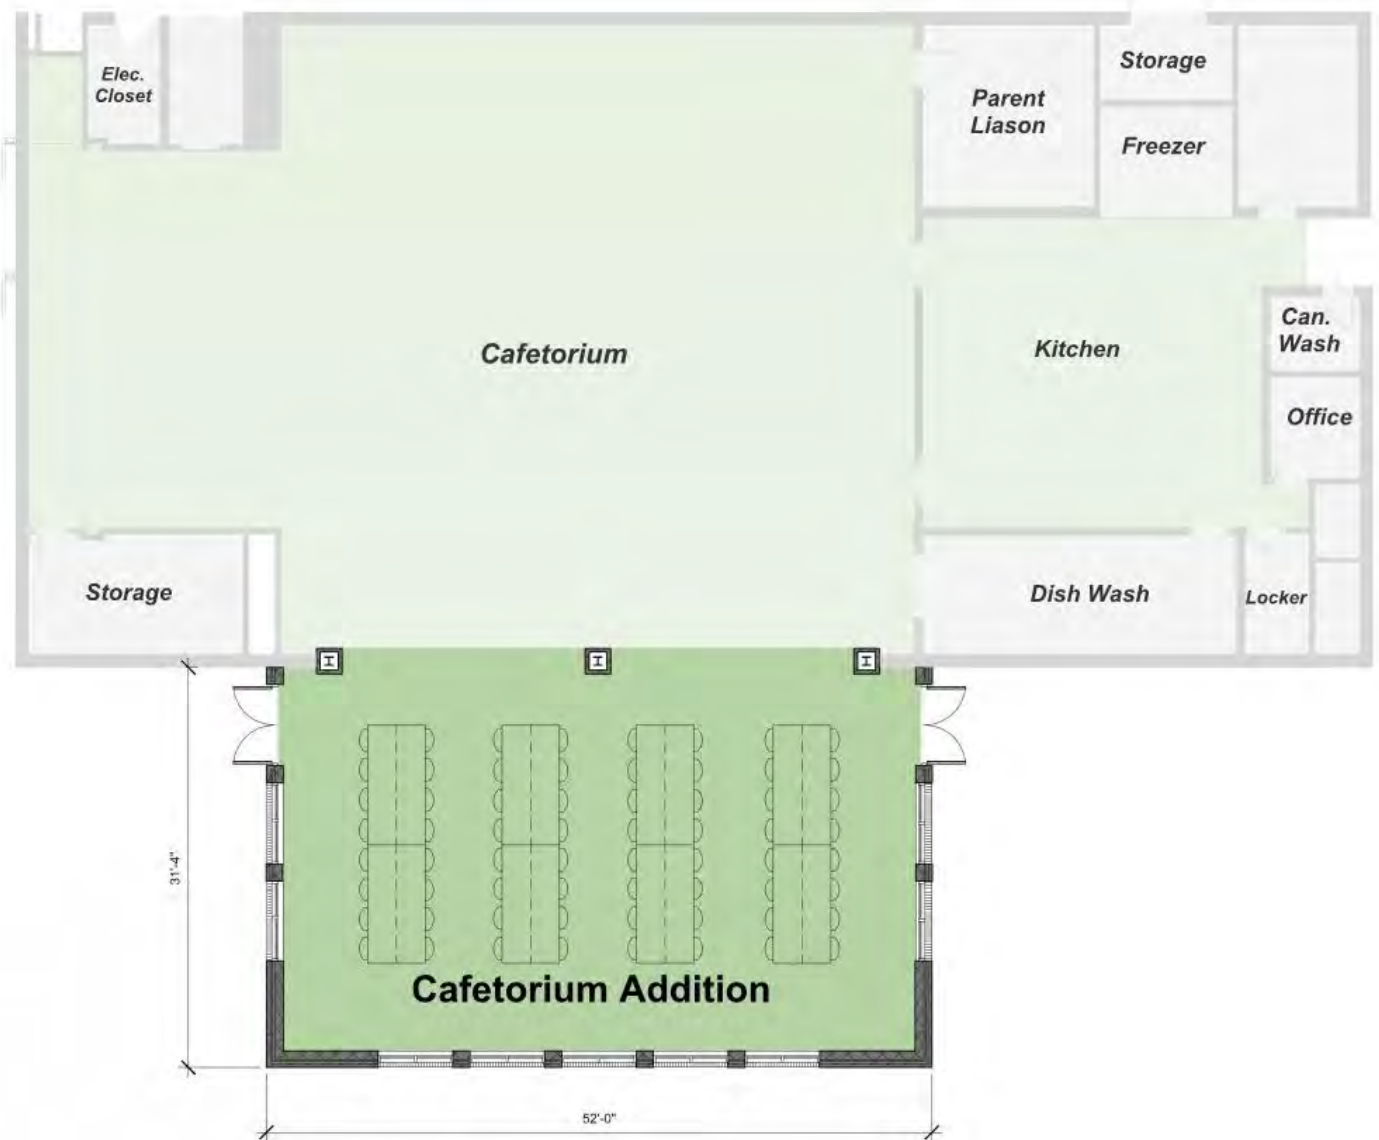 Elec.
Closet
Parent
Liason
Storage
Freezer
Cafetorium
Kitchen
Can.
Wash
Office
Storage
Dish Wash
Locker
31'-4"
Cafetorium Addition
52'-0"